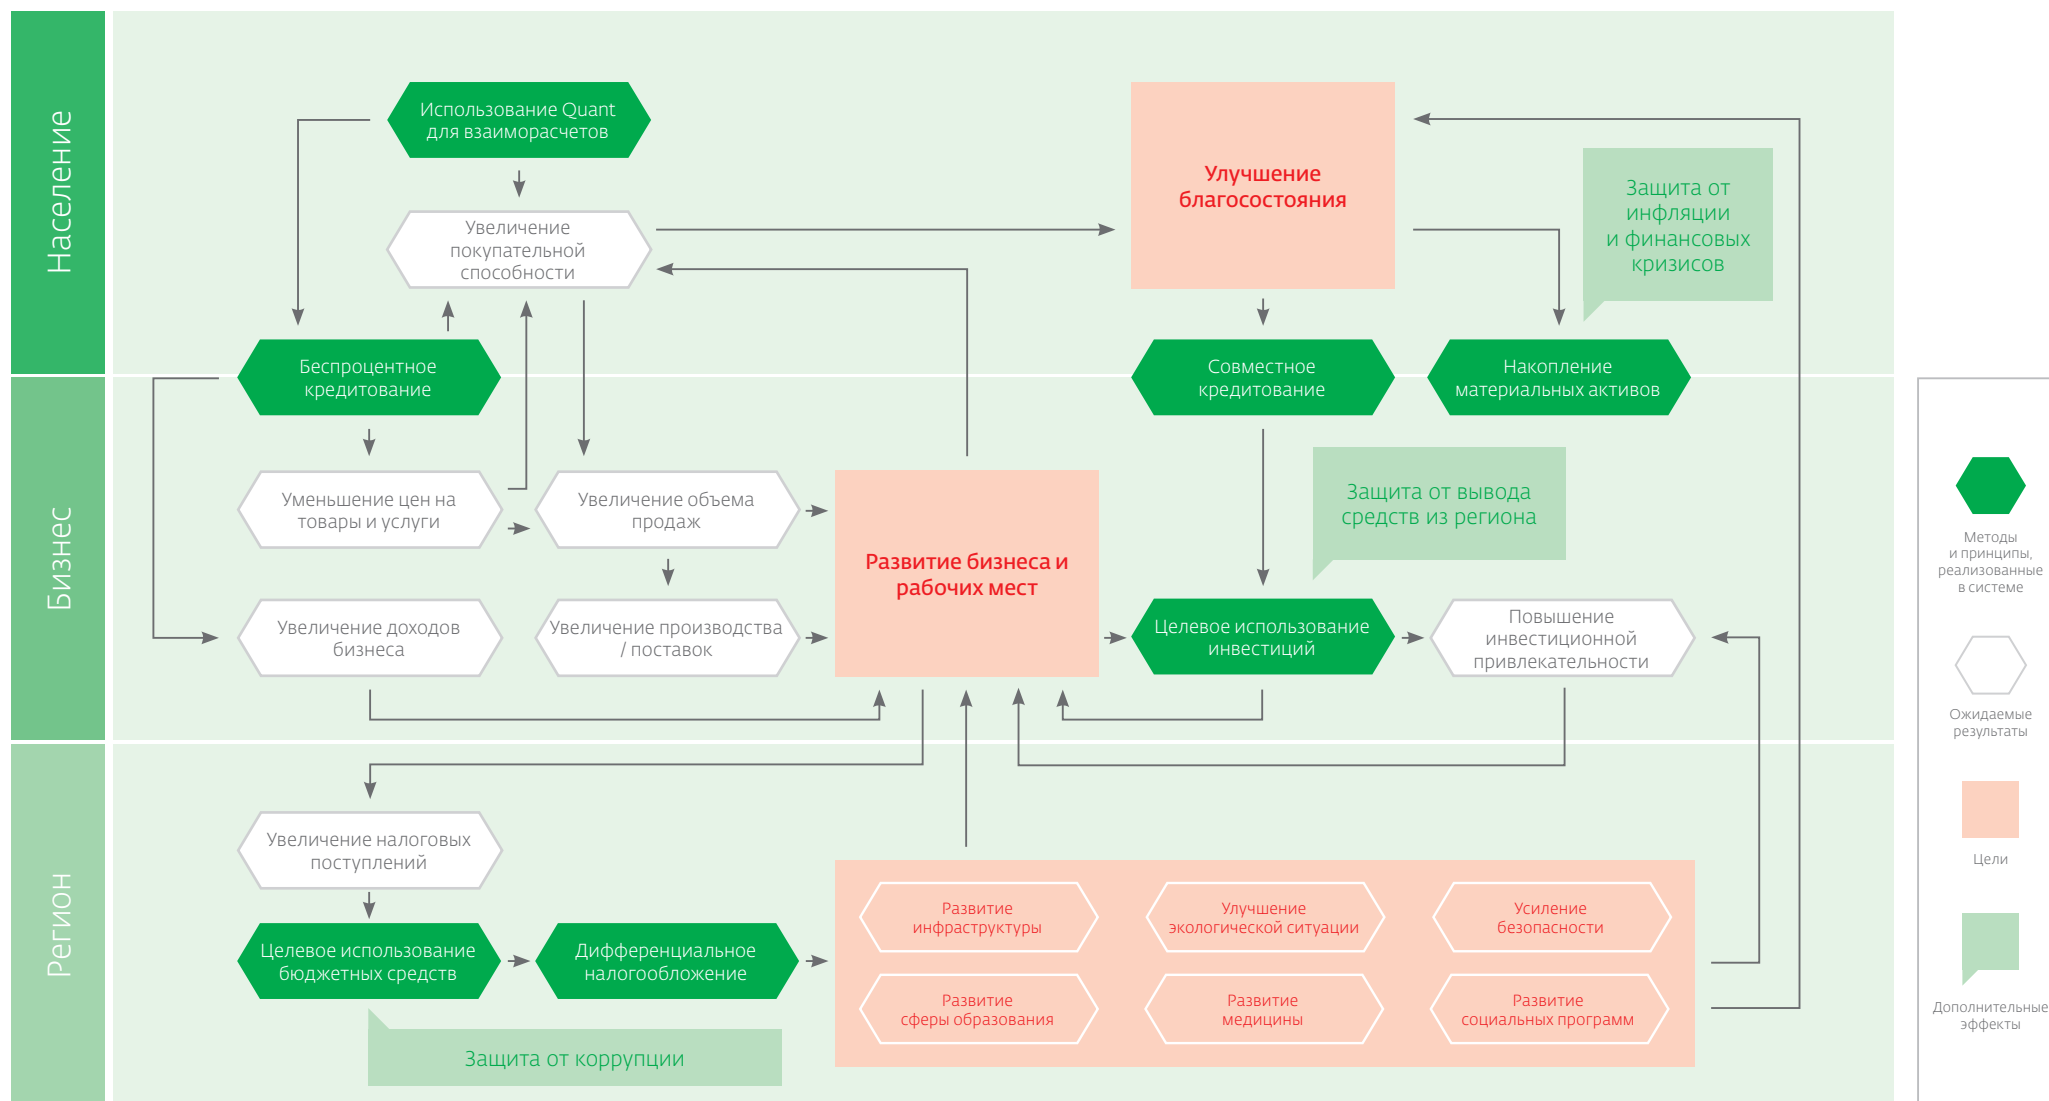 Население
Использование Quant
для взаиморасчетов
Увеличение
покупательной
способности
Улучшение
благосостояния
Защита от
инфляции
и финансовых
кризисов
Беспроцентное
кредитование
Совместное
кредитование
Накопление
материальных активов
Бизнес
Уменьшение цен на
товары и услуги
Увеличение объема
продаж
Развитие бизнеса и
рабочих мест
Защита от вывода
средств из региона
Увеличение доходов
бизнеса
Увеличение производства
/ поставок
Целевое использование
инвестиций
Повышение
инвестиционной
привлекательности
Регион
Увеличение налоговых
поступлений
Целевое использование
бюджетных средств
Дифференциальное
налогообложение
Защита от коррупции
Развитие
инфраструктуры
Улучшение
экологической ситуации
Усиление
безопасности
Развитие
сферы образования
Развитие
медицины
Развитие
социальных программ
Методы
и принципы,
реализованные
в системе
Ожидаемые
результаты
Цели
Дополнительные
эффекты